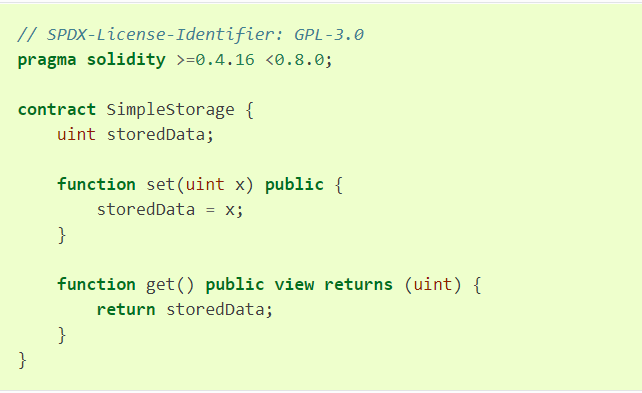 // SPDX-License-Identifier: GPL-3.0
pragma solidity >=0.4.16 <0.8.0;

contract SimpleStorage {
    uint storedData;

    function set(uint x) public {
        storedData = x;
    }

    function get() public view returns (uint) {
        return storedData;
    }
}